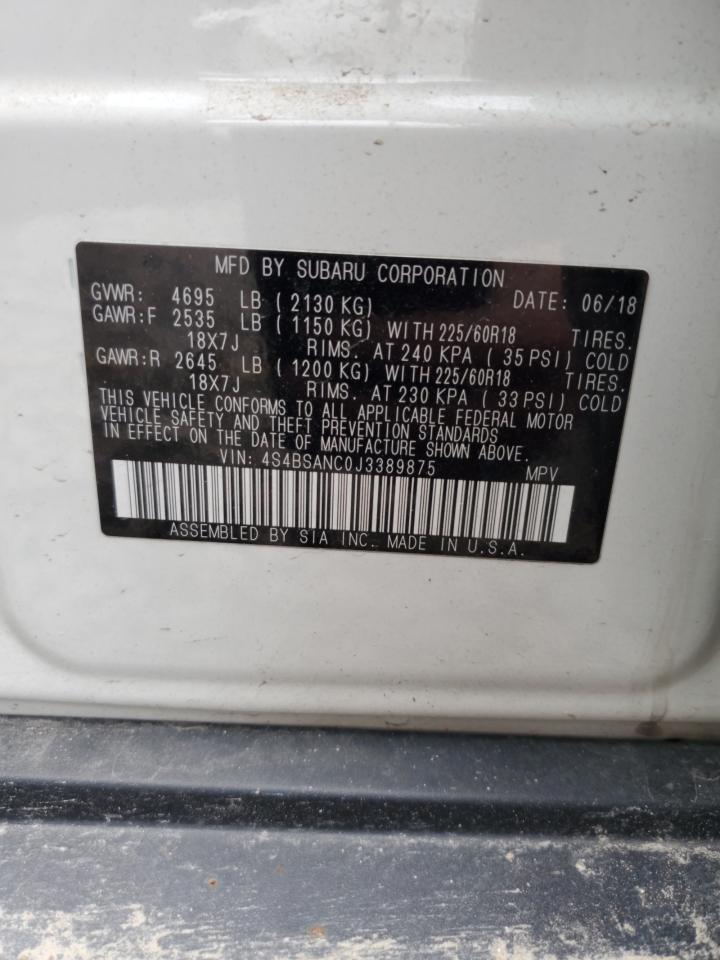 MFD BY SUBARU CORPORATION DATE: 06/18
GVWR: 4695 LB ( 2130 KG)
GAWR:F 2535 LB ( 1150 KG) WITH 225/60R18 TIRES.
18X7J RIMS. AT 240 KPA ( 35 PSI) COLD
GAWR:R 2645 LB ( 1200 KG) WITH 225/60R18 TIRES.
18X7J RIMS. AT 230 KPA ( 33 PSI) COLD
THIS VEHICLE CONFORMS TO ALL APPLICABLE FEDERAL MOTOR
VEHICLE SAFETY AND THEFT PREVENTION STANDARDS
IN EFFECT ON THE DATE OF MANUFACTURE SHOWN ABOVE.
VIN: 4S4BSANC0J3389875 MPV
ASSEMBLED BY SIA INC. MADE IN U.S.A.